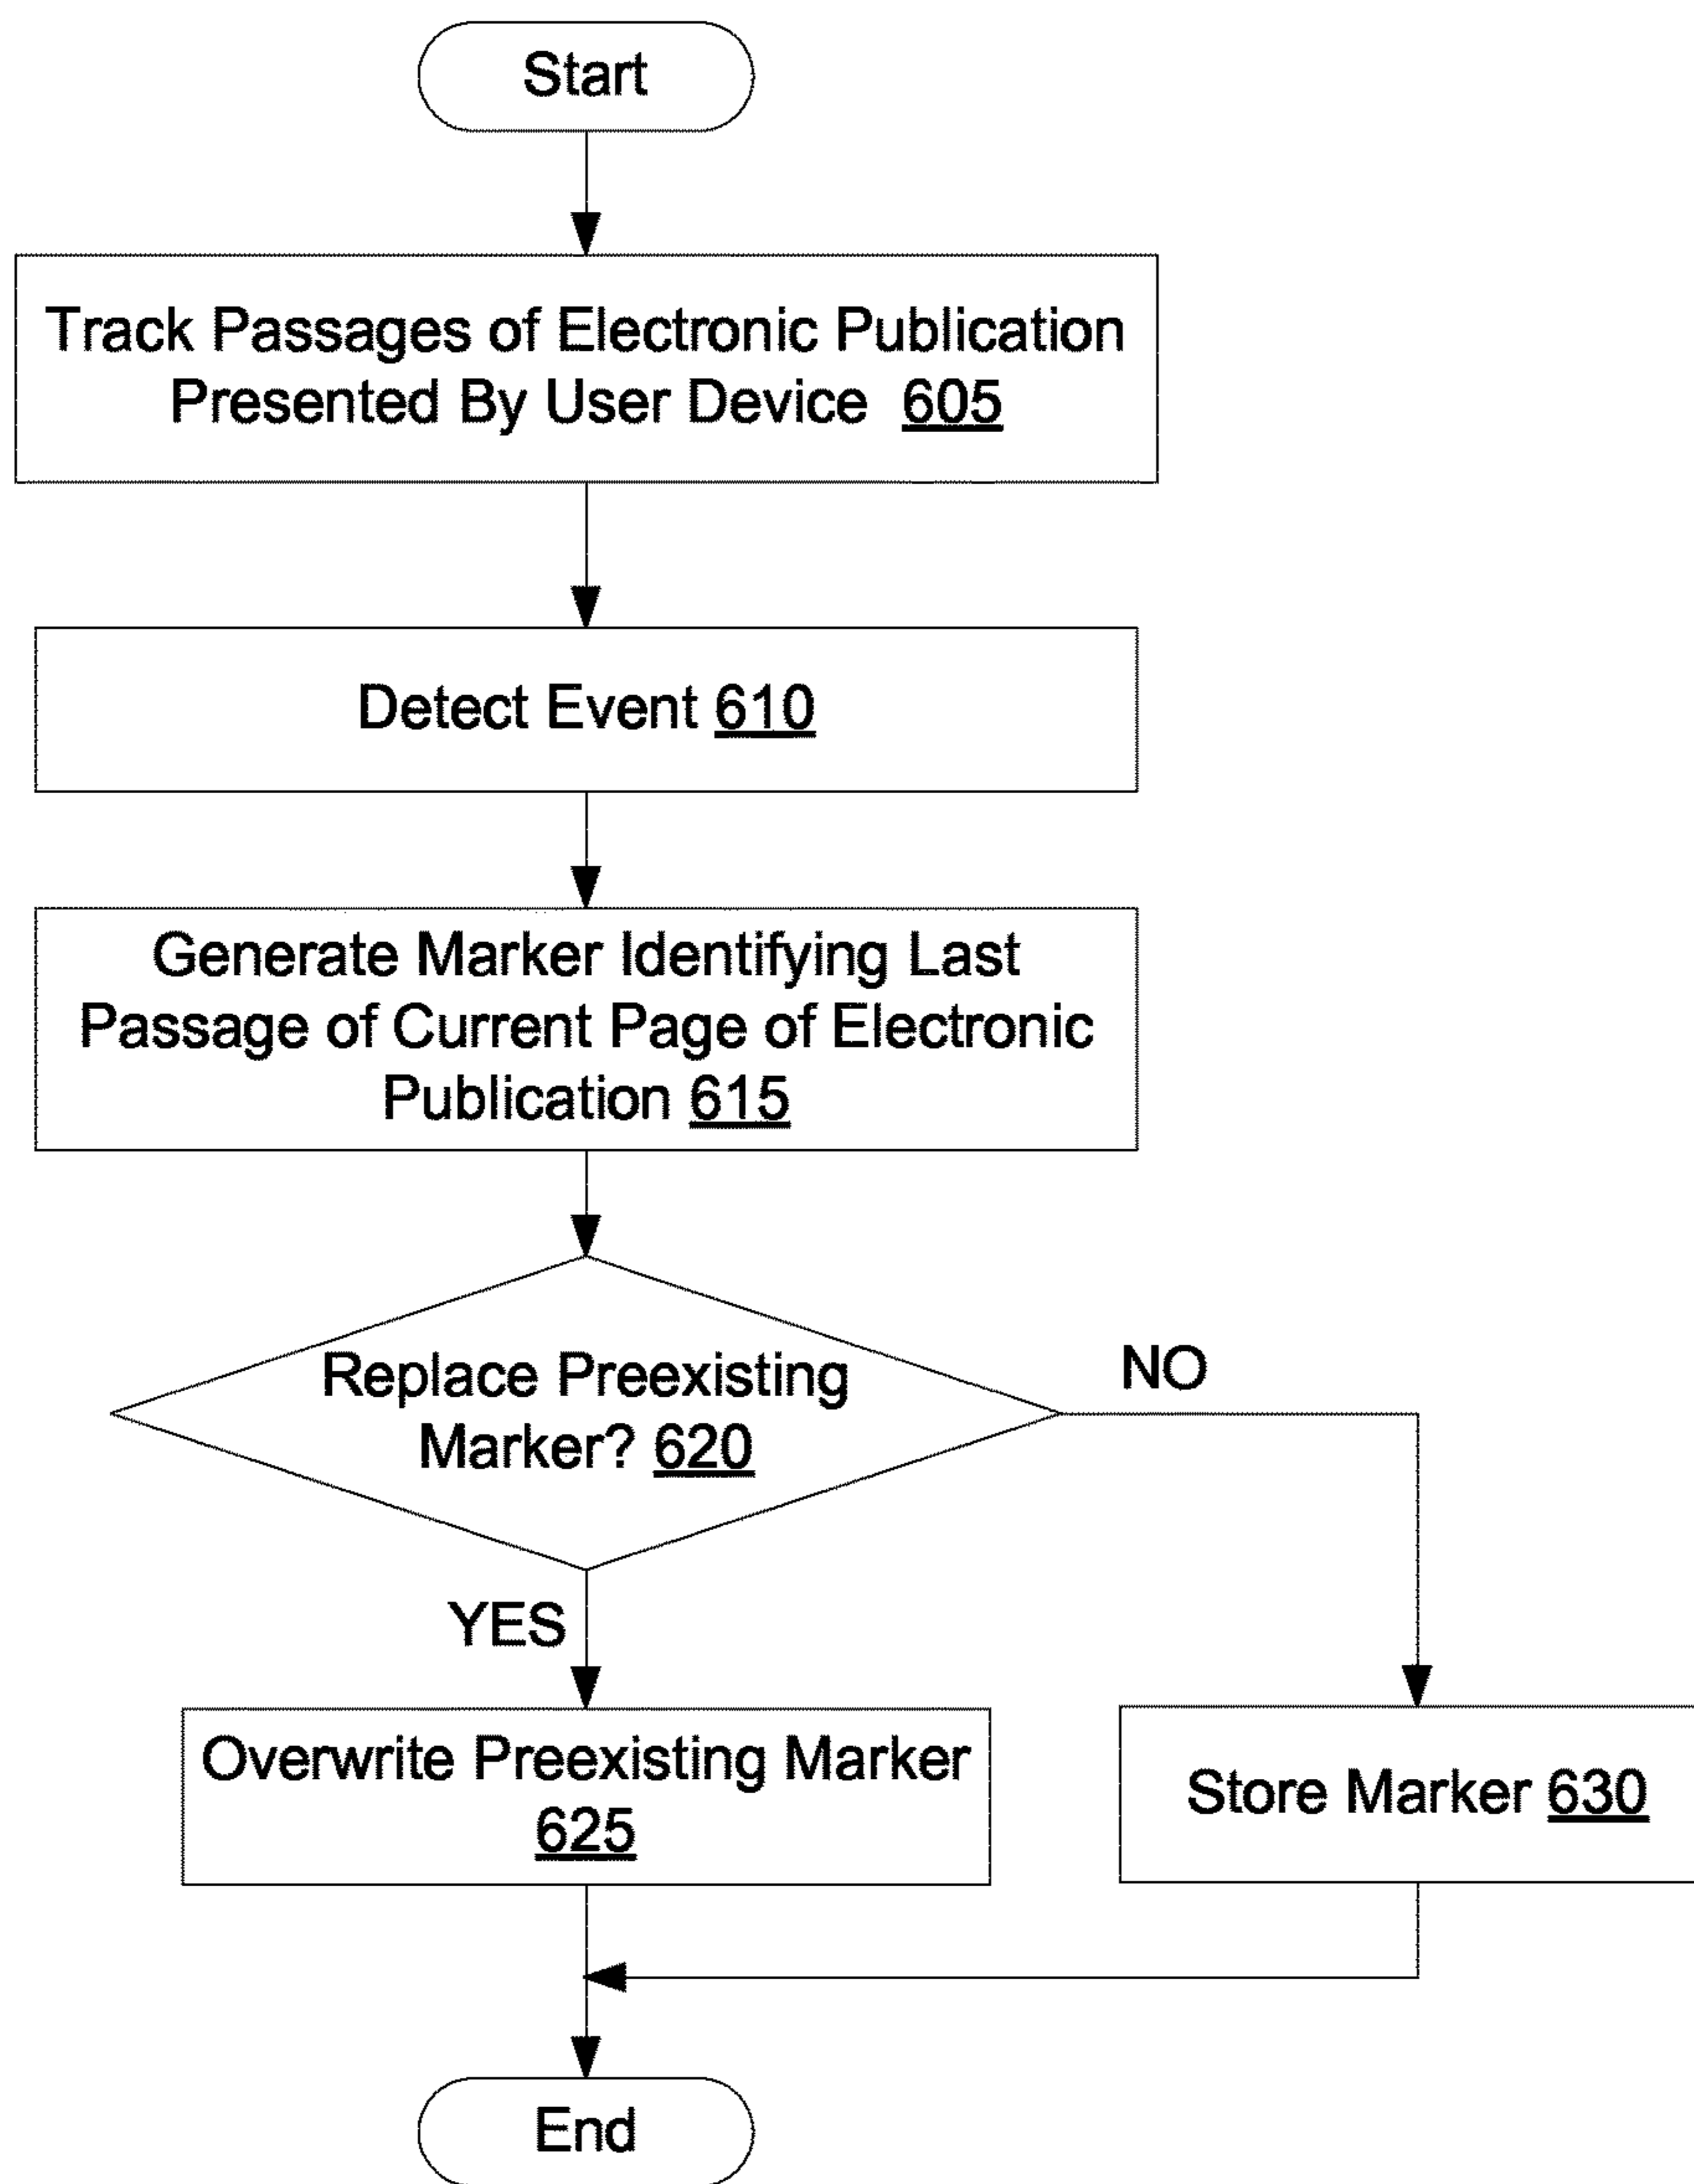 Start
Track Passages of Electronic Publication
Presented By User Device 605
Detect Event 610
Generate Marker Identifying Last
Passage of Current Page of Electronic
Publication 615
Replace Preexisting
Marker? 620
NO
YES
Overwrite Preexisting Marker
625
Store Marker 630
End